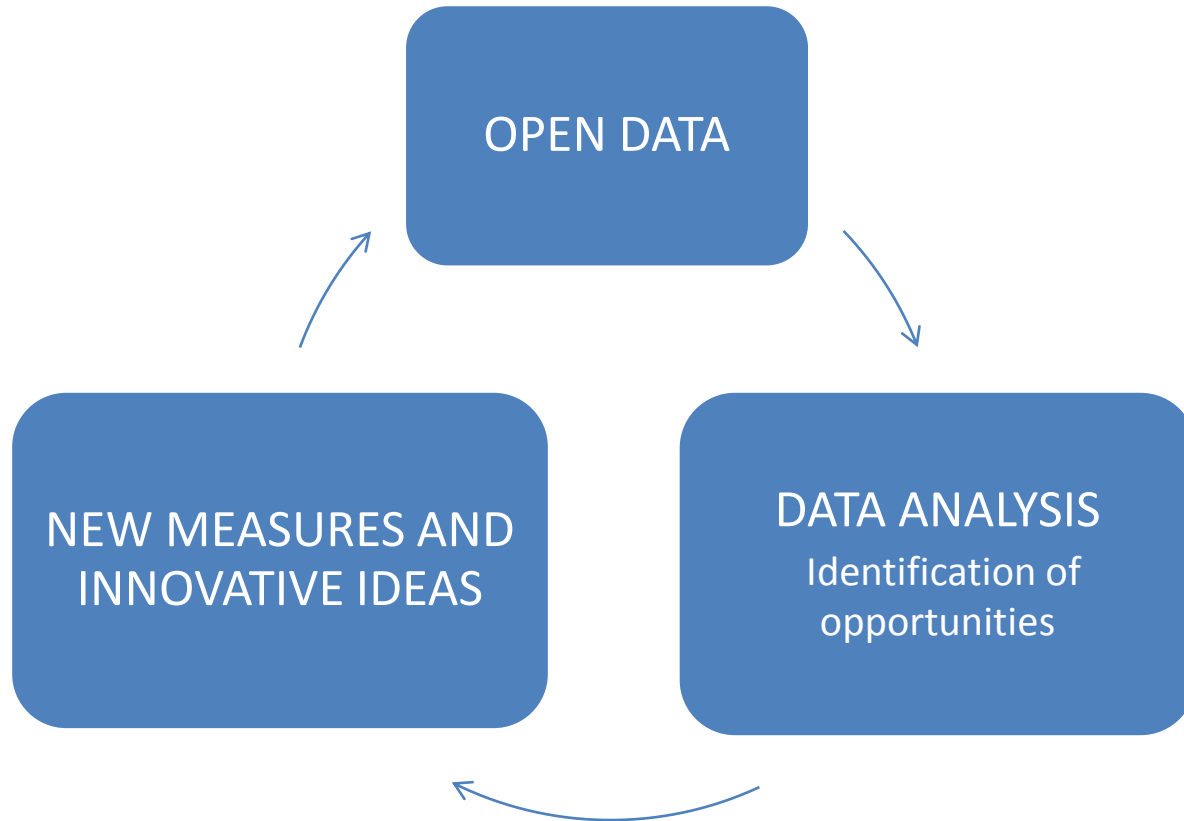 OPEN DATA
NEW MEASURES AND
INNOVATIVE IDEAS
DATA ANALYSIS
Identification of
opportunities